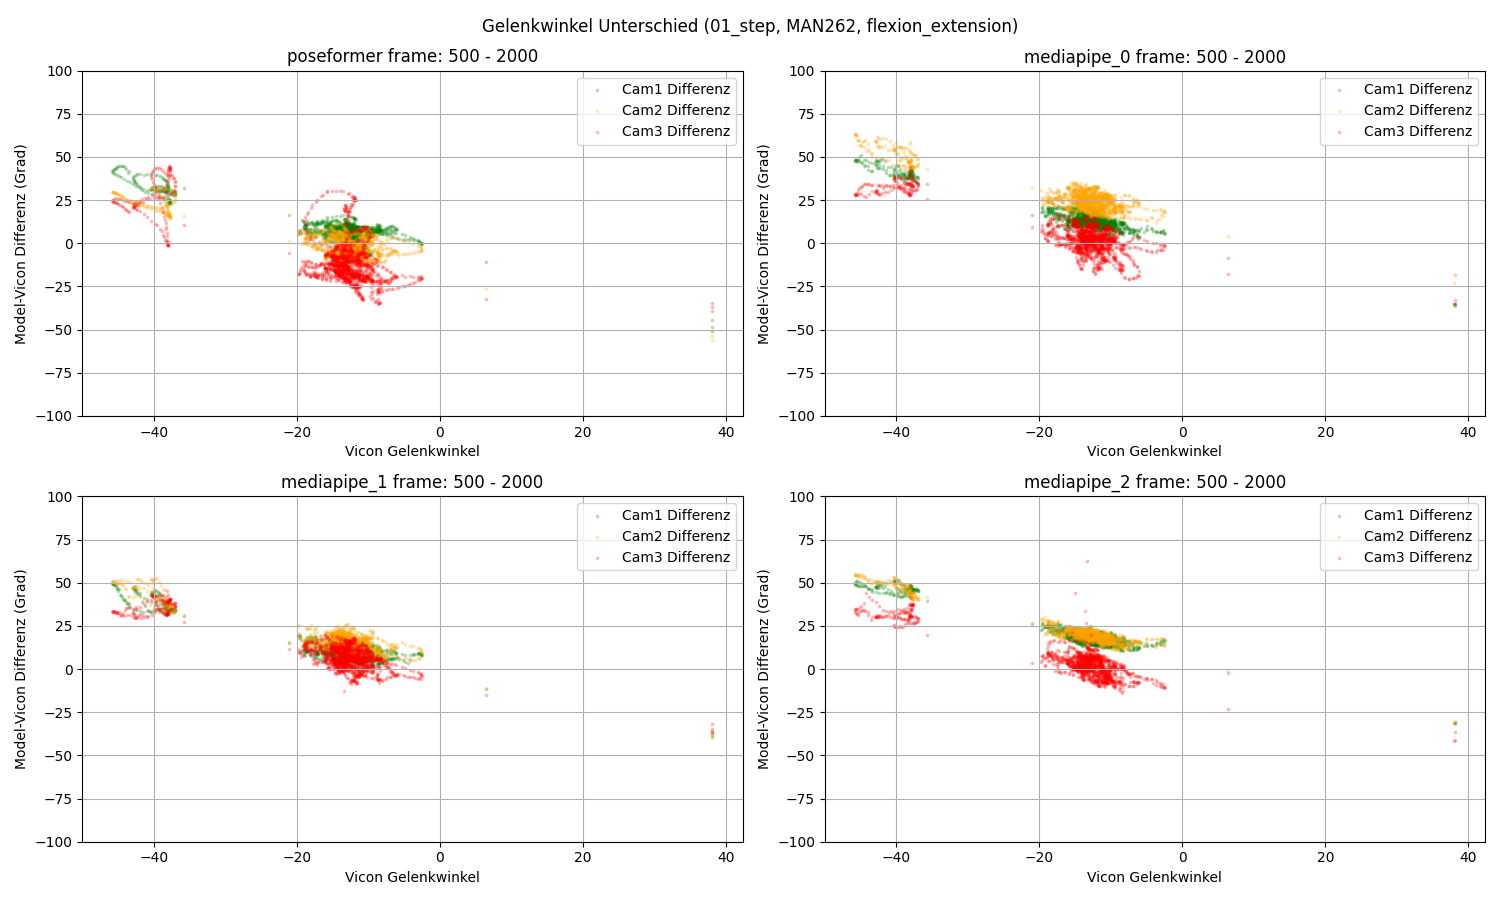 Gelenkwinkel Unterschied (01_step, MAN262, flexion_extension)
poseformer frame: 500 - 2000
100
75
50
25
0
−25
−50
−75
−100
Model-Vicon Differenz (Grad)
Cam1 Differenz
Cam2 Differenz
Cam3 Differenz
−40
−20
0
20
40
Vicon Gelenkwinkel
mediapipe_0 frame: 500 - 2000
100
75
50
25
0
−25
−50
−75
−100
Model-Vicon Differenz (Grad)
Cam1 Differenz
Cam2 Differenz
Cam3 Differenz
−40
−20
0
20
40
Vicon Gelenkwinkel
mediapipe_1 frame: 500 - 2000
100
75
50
25
0
−25
−50
−75
−100
Model-Vicon Differenz (Grad)
Cam1 Differenz
Cam2 Differenz
Cam3 Differenz
−40
−20
0
20
40
Vicon Gelenkwinkel
mediapipe_2 frame: 500 - 2000
100
75
50
25
0
−25
−50
−75
−100
Model-Vicon Differenz (Grad)
Cam1 Differenz
Cam2 Differenz
Cam3 Differenz
−40
−20
0
20
40
Vicon Gelenkwinkel